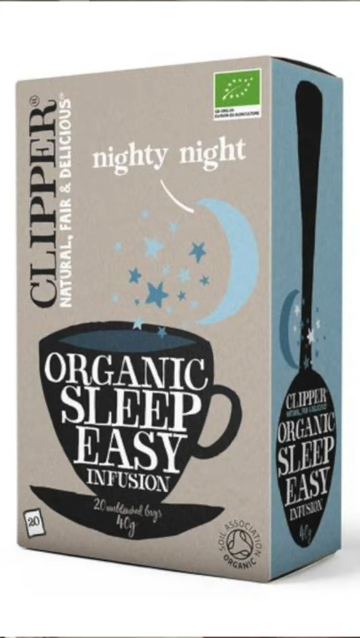 CLIPPER®
NATURAL, FAIR & DELICIOUS®
nighty night
ORGANIC
SLEEP
EASY
INFUSION
20 unbleached bags
40g
20
SOIL ASSOCIATION
ORGANIC
CLIPPER
NATURAL, FAIR & DELICIOUS
ORGANIC
SLEEP
EASY
INFUSION
40g